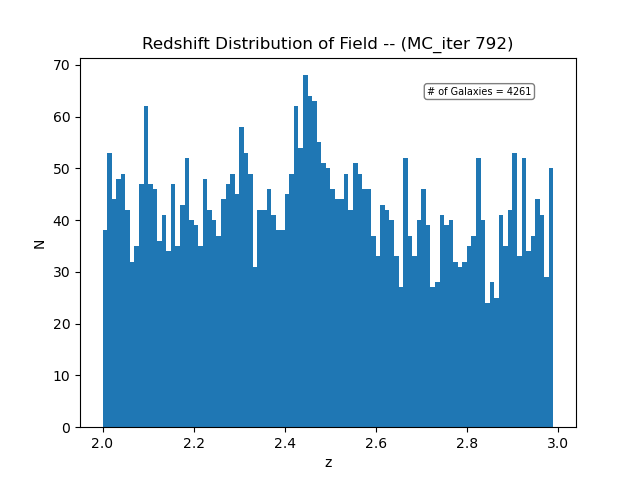 Redshift Distribution of Field -- (MC_iter 792)
# of Galaxies = 4261
70
60
50
40
30
20
10
0
N
2.0 2.2 2.4 2.6 2.8 3.0
z